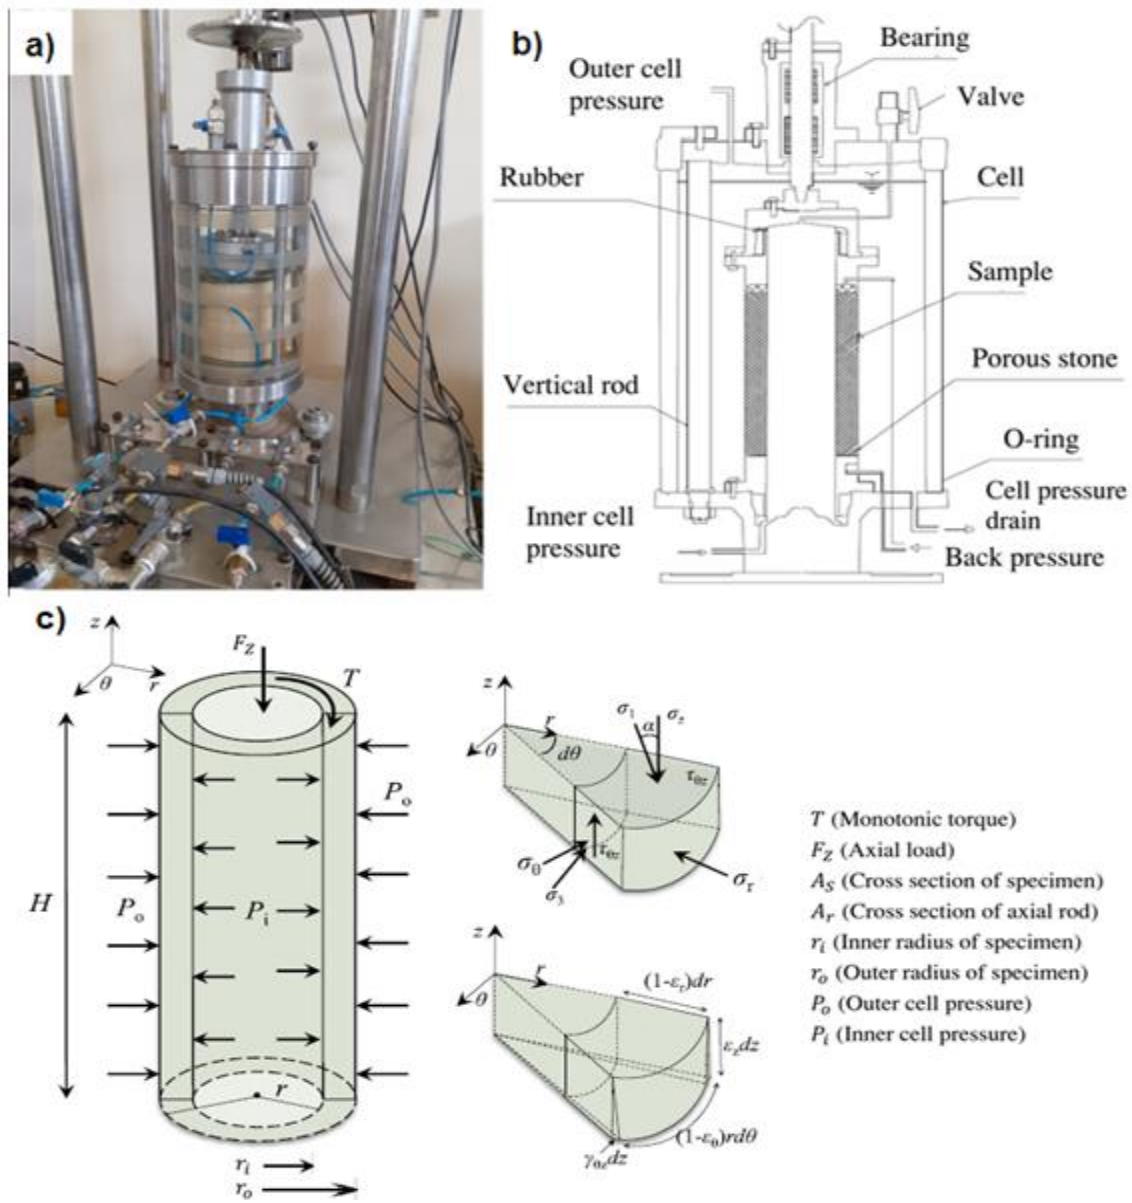 a)
b)
Bearing
Outer cell
pressure
Valve
Rubber
Cell
Sample
Porous stone
Vertical rod
O-ring
Cell pressure
drain
Inner cell
pressure
Back pressure
c)
z
θ
r
F_Z
T
H
P_o
P_i
P_o
r
r_i
r_o
z
r
θ
dθ
σ_1
α
σ_z
τ_θz
σ_θ
τ_θz
σ_3
σ_r
z
r
θ
(1-ε_r)dr
ε_z dz
(1-ε_θ)rdθ
γ_θz dz
T (Monotonic torque)
F_Z (Axial load)
A_S (Cross section of specimen)
A_r (Cross section of axial rod)
r_i (Inner radius of specimen)
r_o (Outer radius of specimen)
P_o (Outer cell pressure)
P_i (Inner cell pressure)